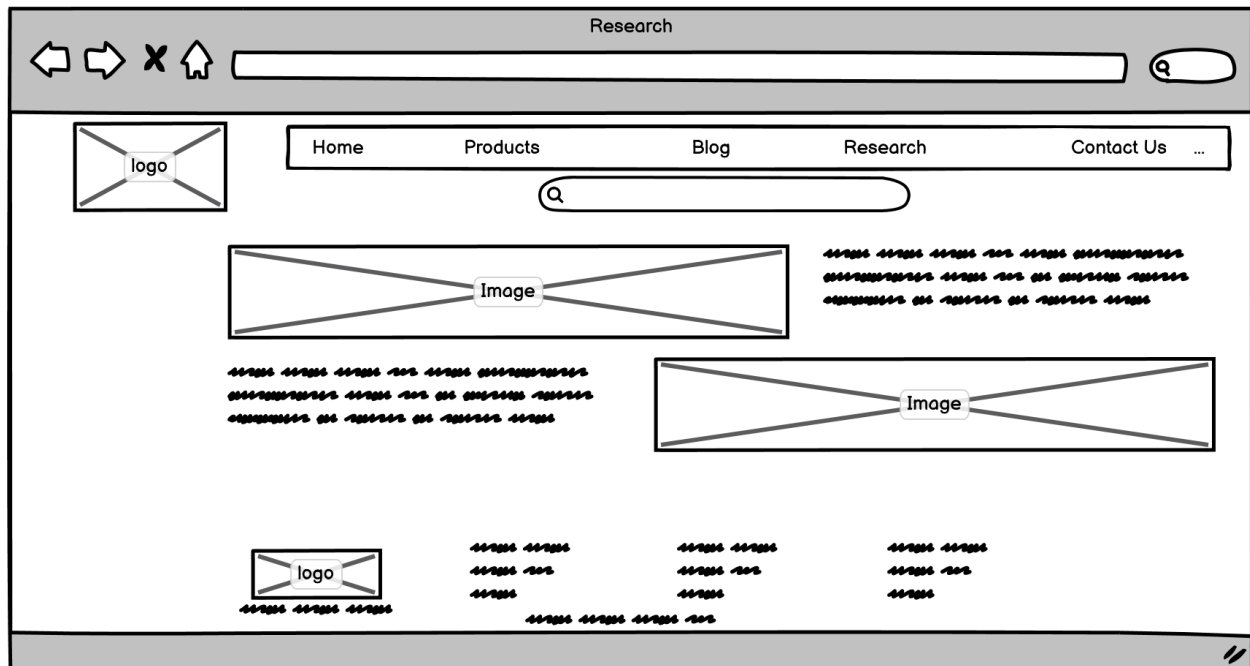 Research
logo
Home Products Blog Research Contact Us ...
Image
Image
logo